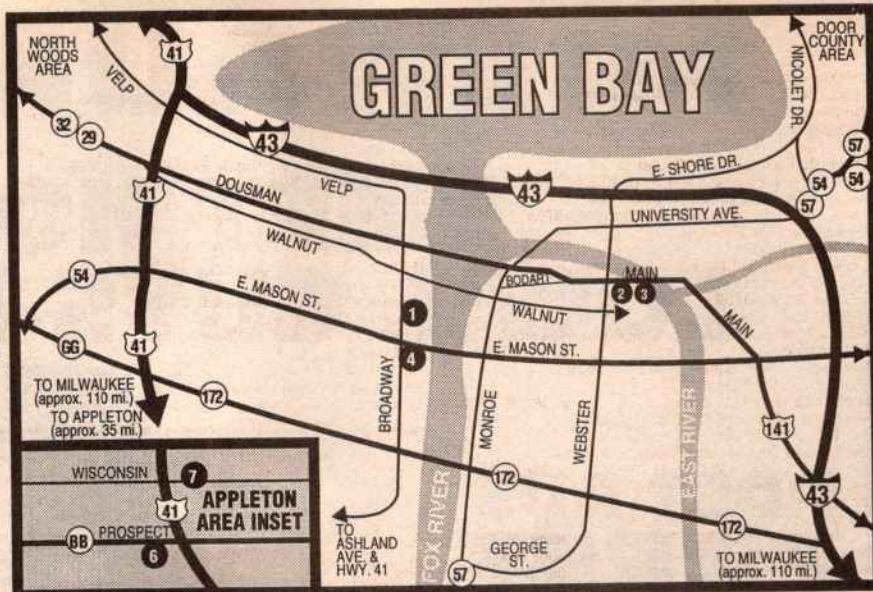 NORTH
WOODS
AREA
VELP
41
GREEN BAY
NICOLET DR.
DOOR
COUNTY
AREA
32
29
43
57
41
DOUSMAN
VELP
43
E. SHORE DR.
54
54
57
WALNUT
UNIVERSITY AVE.
54
E. MASON ST.
BODART
MAIN
2
3
1
WALNUT
MAIN
GG
41
4
E. MASON ST.
TO MILWAUKEE
(approx. 110 mi.)
TO APPLETON
(approx. 35 mi.)
172
BROADWAY
MONROE
WEBSTER
141
EAST RIVER
FOX RIVER
172
43
WISCONSIN
7
41
APPLETON
AREA INSET
BB
PROSPECT
6
TO
ASHLAND
AVE. &
HWY. 41
GEORGE
ST.
57
172
TO MILWAUKEE
(approx. 110 mi.)